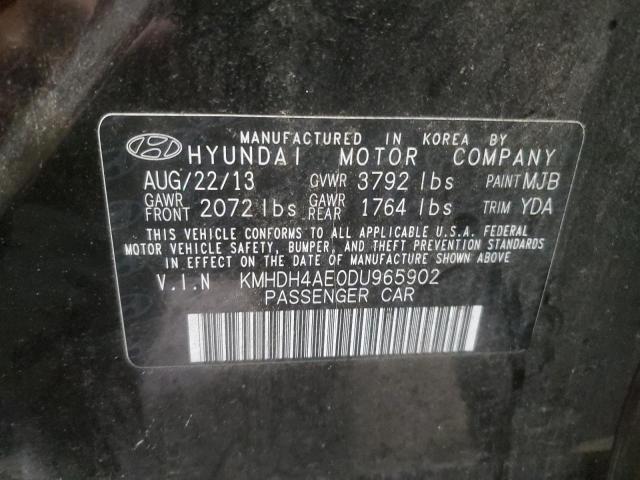 MANUFACTURED IN KOREA BY
HYUNDAI MOTOR COMPANY
AUG/22/13 GVWR 3792 lbs PAINT MJB
GAWR FRONT 2072 lbs GAWR REAR 1764 lbs TRIM YDA
THIS VEHICLE CONFORMS TO ALL APPLICABLE U.S.A. FEDERAL
MOTOR VEHICLE SAFETY, BUMPER, AND THEFT PREVENTION STANDARDS
IN EFFECT ON THE DATE OF MANUFACTURE SHOWN ABOVE
V.I.N KMHDH4AE0DU965902
PASSENGER CAR